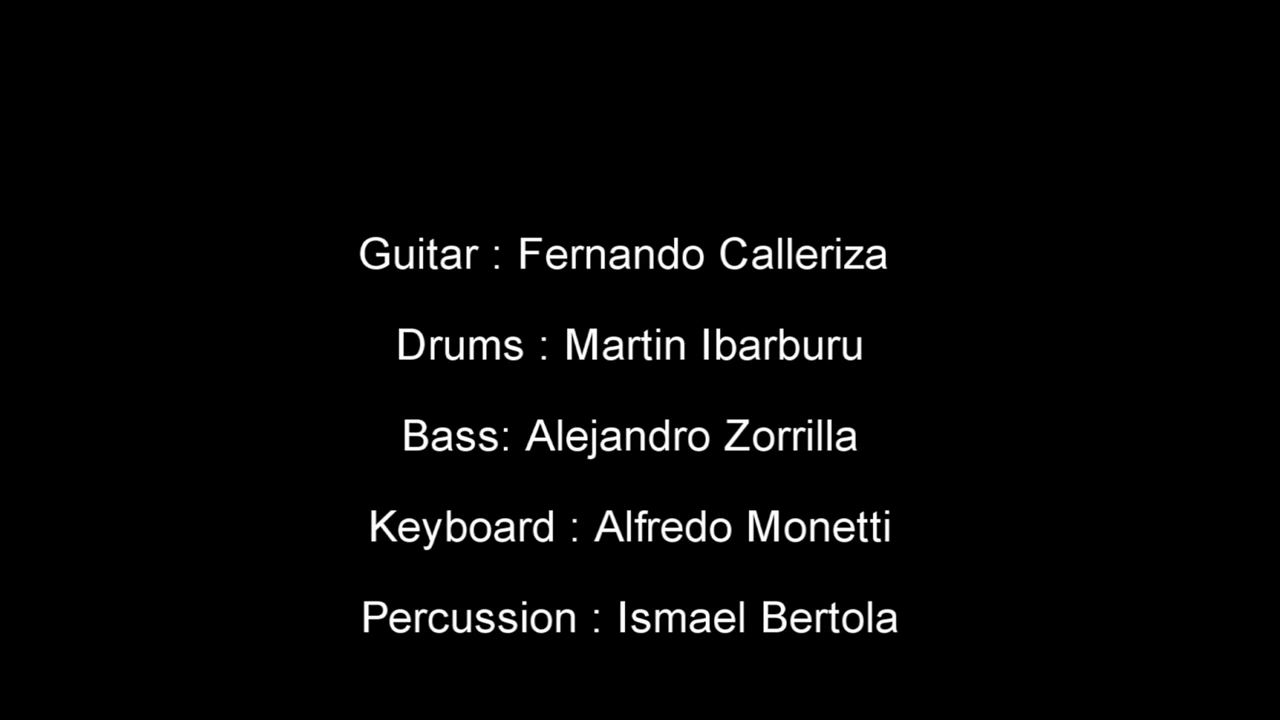 Guitar : Fernando Calleriza
Drums : Martin Ibarburu
Bass: Alejandro Zorrilla
Keyboard : Alfredo Monetti
Percussion : Ismael Bertola